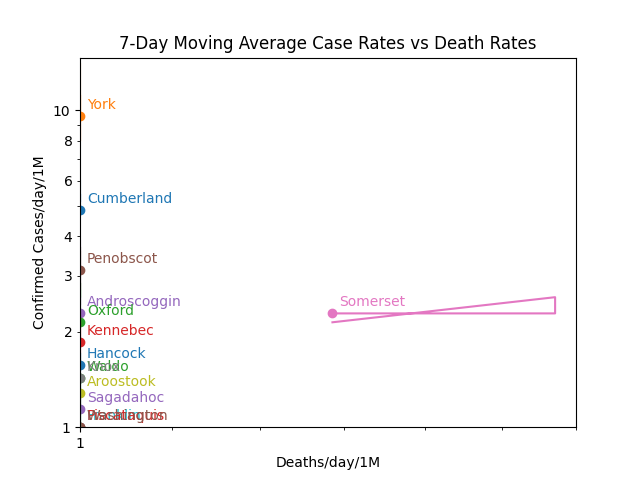 7-Day Moving Average Case Rates vs Death Rates
10
York
8
6
Cumberland
4
Penobscot
3
Androscoggin
Somerset
Oxford
2
Kennebec
Hancock
Waldo
Aroostook
Sagadahoc
Washington
1
1
Confirmed Cases/day/1M
Deaths/day/1M